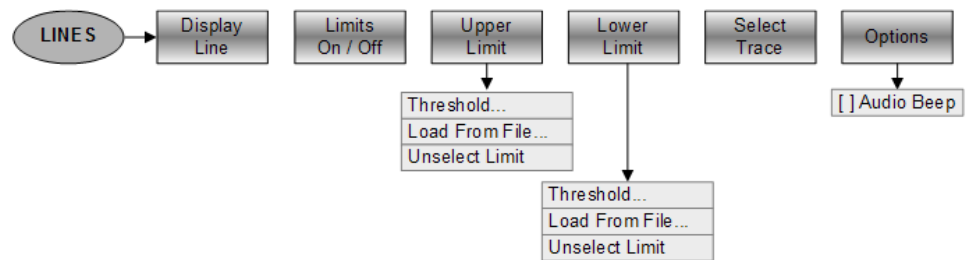 LINES
Display
Line
Limits
On / Off
Upper
Limit
Lower
Limit
Select
Trace
Options
Threshold...
Load From File...
Unselect Limit
Threshold...
Load From File...
Unselect Limit
[ ] Audio Beep